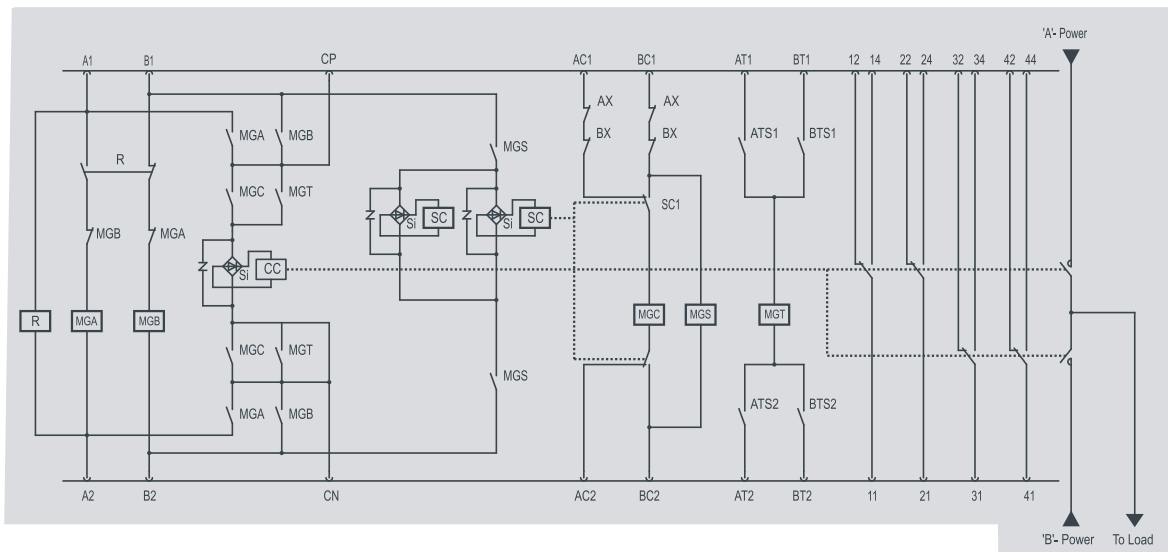 'A'- Power
A1 B1 CP AC1 BC1 AT1 BT1 12 14 22 24 32 34 42 44
AX AX
MGA MGB BX BX ATS1 BTS1
MGS
R
MGC MGT
SC1
Si SC Si SC
MGB MGA
Si CC
R MGA MGB MGC MGS MGT
MGC MGT
MGS
MGA MGB ATS2 BTS2
A2 B2 CN AC2 BC2 AT2 BT2 11 21 31 41
'B'- Power To Load